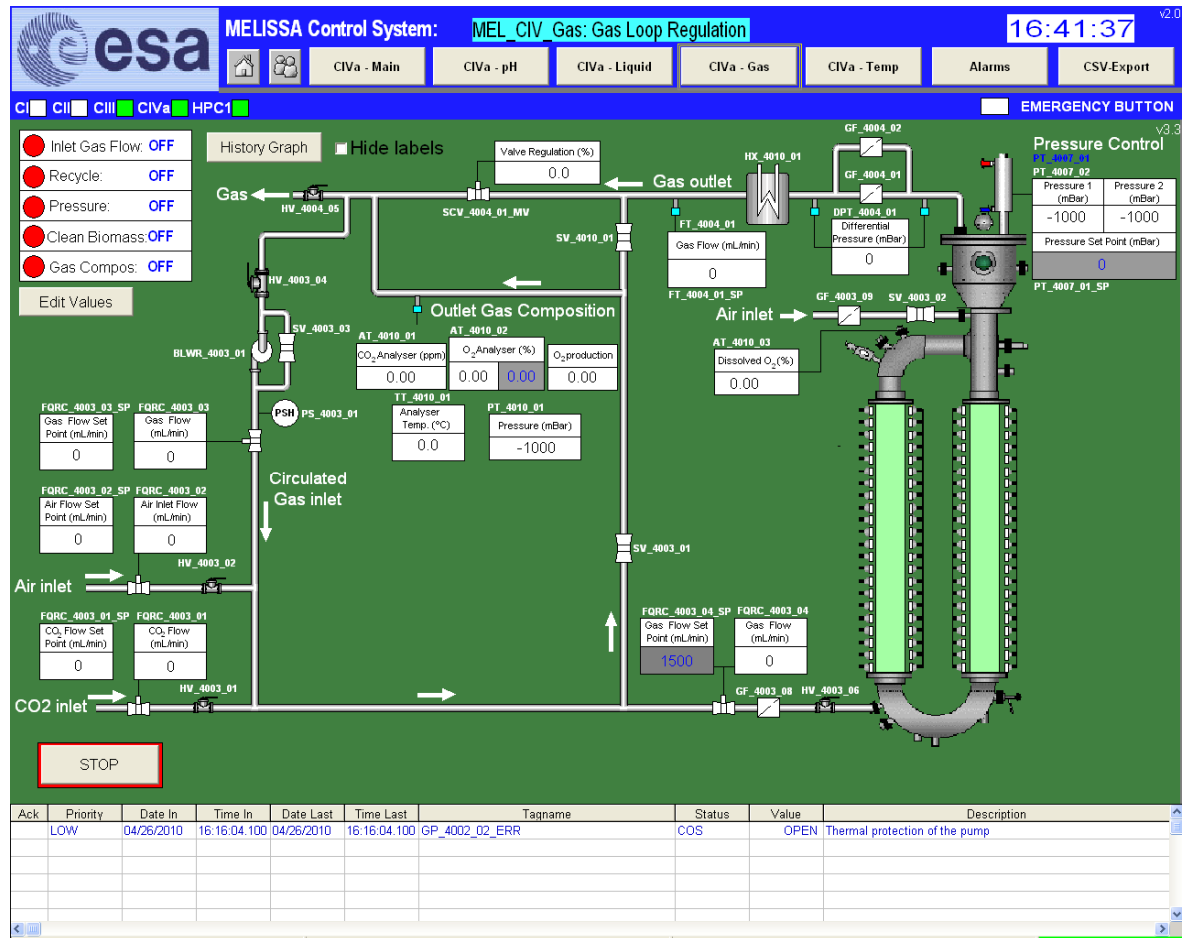 esa
MELISSA Control System:
MEL_CIV_Gas: Gas Loop Regulation
16:41:37
v2.0
CIVa - Main
CIVa - pH
CIVa - Liquid
CIVa - Gas
CIVa - Temp
Alarms
CSV-Export
CI
CII
CIII
CIVa
HPC1
EMERGENCY BUTTON
v3.3
Inlet Gas Flow: OFF
Recycle: OFF
Pressure: OFF
Clean Biomass: OFF
Gas Compos: OFF
Edit Values
History Graph
Hide labels
Gas
HV_4004_05
Valve Regulation (%)
0.0
SCV_4004_01_MV
Gas outlet
SV_4010_01
FT_4004_01
Gas Flow (mL/min)
0
FT_4004_01_SP
HX_4010_01
GF_4004_02
GF_4004_01
DPT_4004_01
Differential
Pressure (mBar)
0
Pressure Control
PT_4007_01
PT_4007_02
Pressure 1
(mBar)
Pressure 2
(mBar)
-1000
-1000
Pressure Set Point (mBar)
0
PT_4007_01_SP
HV_4003_04
SV_4003_03
BLWR_4003_01
Outlet Gas Composition
AT_4010_01
CO2Analyser (ppm)
0.00
AT_4010_02
O2Analyser (%)
0.00
0.00
O2production
0.00
TT_4010_01
Analyser
Temp. (°C)
0.0
PT_4010_01
Pressure (mBar)
-1000
Air inlet
GF_4003_09
SV_4003_02
AT_4010_03
Dissolved O2(%)
0.00
PSH
PS_4003_01
FQRC_4003_03_SP
Gas Flow Set
Point (mL/min)
0
FQRC_4003_03
Gas Flow
(mL/min)
0
Circulated
Gas inlet
FQRC_4003_02_SP
Air Flow Set
Point (mL/min)
0
FQRC_4003_02
Air Inlet Flow
(mL/min)
0
HV_4003_02
Air inlet
SV_4003_01
FQRC_4003_01_SP
CO2 Flow Set
Point (mL/min)
0
FQRC_4003_01
CO2 Flow
(mL/min)
0
HV_4003_01
CO2 inlet
FQRC_4003_04_SP
Gas Flow Set
Point (mL/min)
1500
FQRC_4003_04
Gas Flow
(mL/min)
0
GF_4003_08
HV_4003_06
STOP
Ack Priority Date In Time In Date Last Time Last Tagname Status Value Description
LOW 04/26/2010 16:16:04.100 04/26/2010 16:16:04.100 GP_4002_02_ERR COS OPEN Thermal protection of the pump